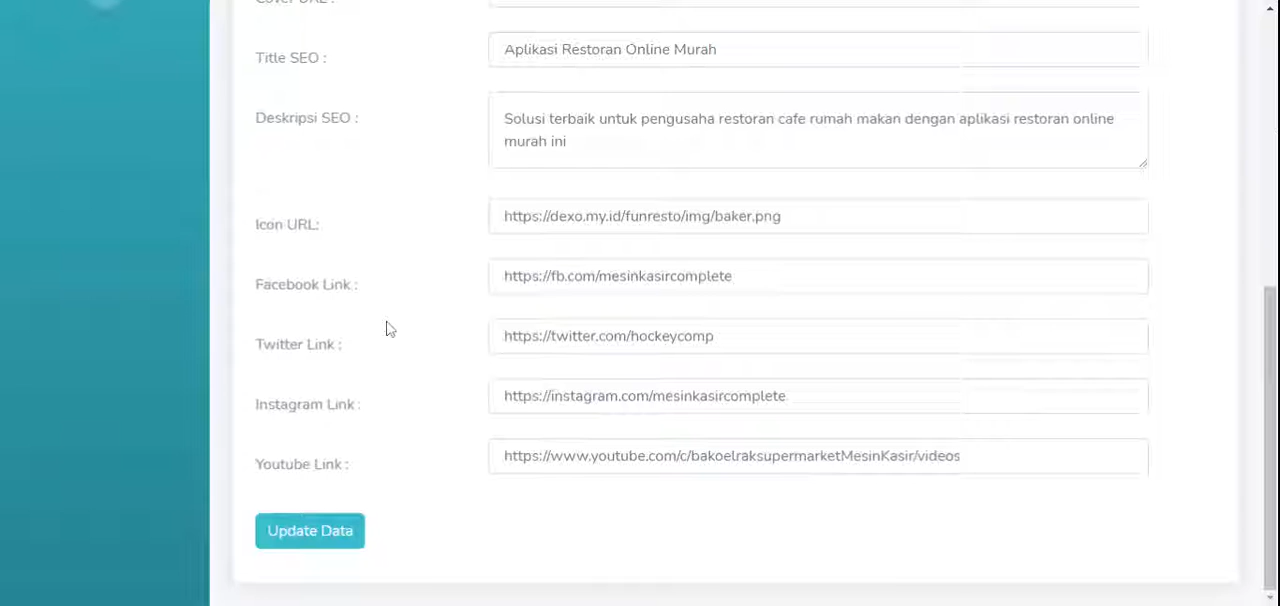 Cover URL :
Title SEO :
Aplikasi Restoran Online Murah
Deskripsi SEO :
Solusi terbaik untuk pengusaha restoran cafe rumah makan dengan aplikasi restoran online
murah ini
Icon URL:
https://dexo.my.id/funresto/img/baker.png
Facebook Link :
https://fb.com/mesinkasircomplete
Twitter Link :
https://twitter.com/hockeycomp
Instagram Link :
https://instagram.com/mesinkasircomplete
Youtube Link :
https://www.youtube.com/c/bakoelraksupermarketMesinKasir/videos
Update Data